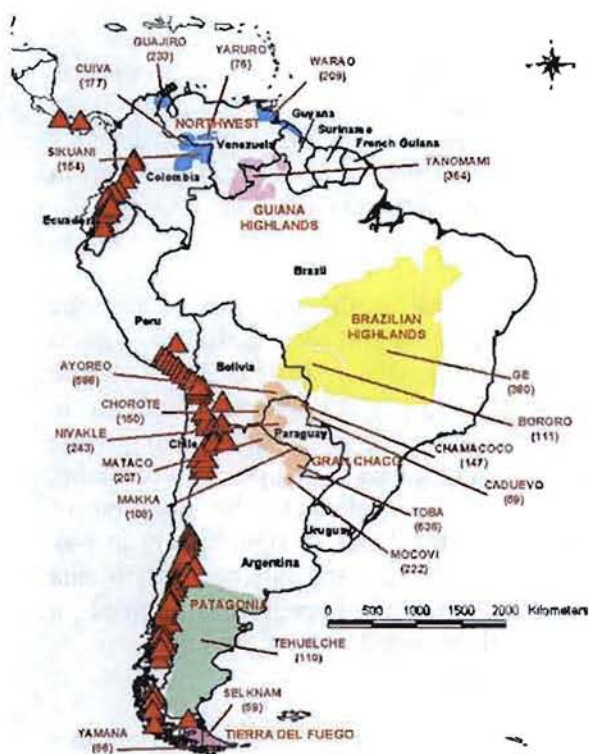 GUAJIRO
(233)
YARURO
(76)
CUIVA
(177)
WARAO
(209)
NORTHWEST
Guyana
Suriname
French Guiana
Venezuela
SIKUANI
(154)
Colombia
YANOMAMI
(364)
GUIANA
HIGHLANDS
Ecuador
Brazil
Peru
BRAZILIAN
HIGHLANDS
AYOREO
Bolivia
GE
(380)
CHOROTE
(150)
BORORO
(111)
NIVAKLE
(243)
Chile
Paraguay
CHAMACOCO
(147)
MATACO
(207)
GRAN CHACO
CADUEVO
(59)
MAKKA
(108)
TOBA
(636)
Uruguay
MOCOVI
(222)
Argentina
PATAGONIA
0 500 1000 1500 2000 Kilometers
TEHUELCHE
(110)
SELKNAM
(59)
YAMANA
(66)
TIERRA DEL FUEGO